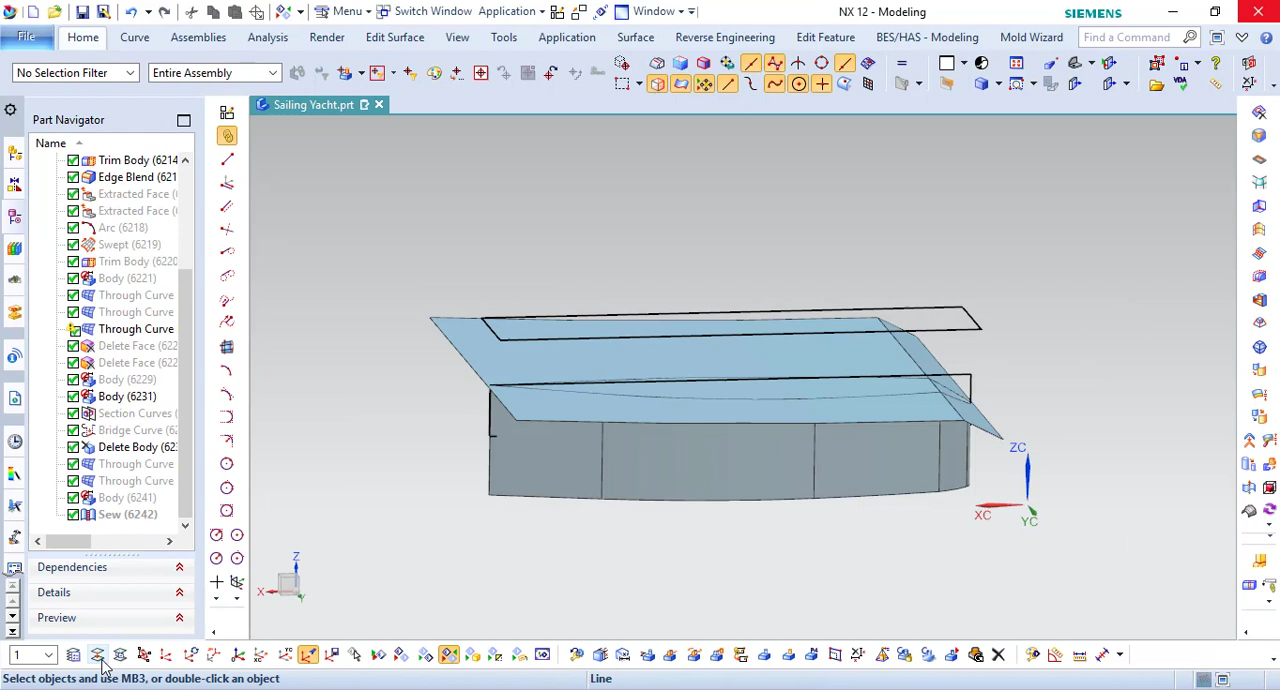 Menu Switch Window Application Window NX 12 - Modeling SIEMENS
File Home Curve Assemblies Analysis Render Edit Surface View Tools Application Surface Reverse Engineering Edit Feature BES/HAS - Modeling Mold Wizard Find a Command
No Selection Filter Entire Assembly
Sailing Yacht.prt
Part Navigator
Name
Trim Body (6214
Edge Blend (621
Extracted Face (
Extracted Face (
Arc (6218)
Swept (6219)
Trim Body (6220
Body (6221)
Through Curve
Through Curve
Through Curve
Delete Face (622
Delete Face (622
Body (6229)
Body (6231)
Section Curves (
Bridge Curve (
Delete Body (62
Through Curve
Through Curve
Body (6241)
Sew (6242)
Dependencies
Details
Preview
ZC
XC
YC
Z
X
Y
1
Select objects and use MB3, or double-click an object Line